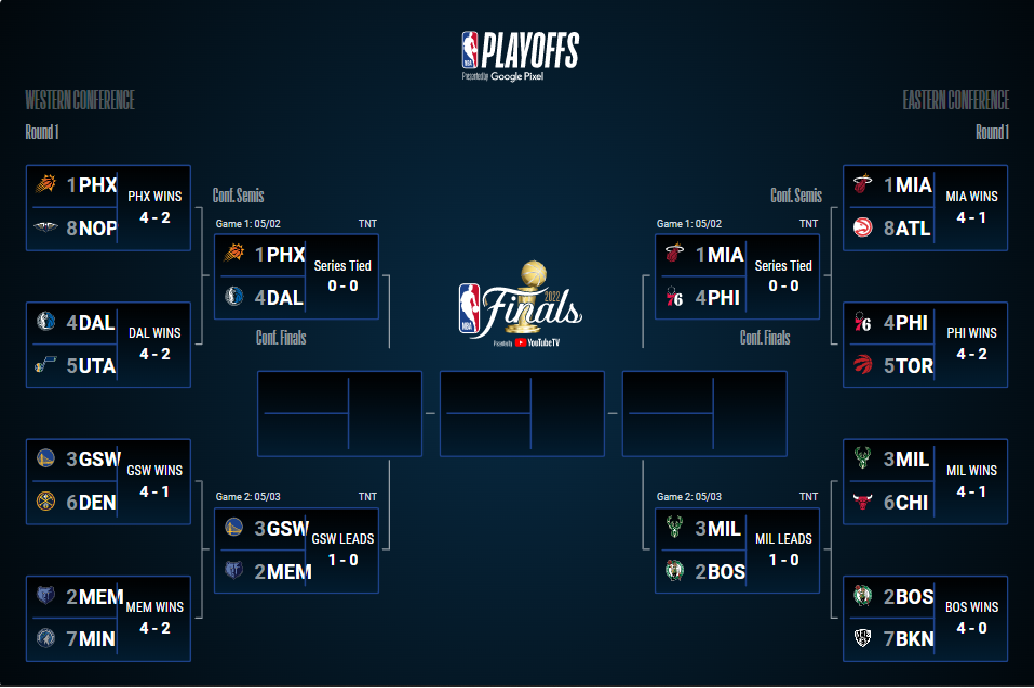 NBA PLAYOFFS
Presented by Google Pixel
WESTERN CONFERENCE
EASTERN CONFERENCE
Round 1
Round 1
1 PHX
8 NOP
PHX WINS
4 - 2
4 DAL
5 UTA
DAL WINS
4 - 2
3 GSW
6 DEN
GSW WINS
4 - 1
2 MEM
7 MIN
MEM WINS
4 - 2
Conf. Semis
Game 1: 05/02 TNT
1 PHX
4 DAL
Series Tied
0 - 0
Conf. Finals
Game 2: 05/03 TNT
3 GSW
2 MEM
GSW LEADS
1 - 0
2022
NBA Finals
Presented by YouTube TV
Conf. Semis
Game 1: 05/02 TNT
1 MIA
4 PHI
Series Tied
0 - 0
Conf. Finals
Game 2: 05/03 TNT
3 MIL
2 BOS
MIL LEADS
1 - 0
1 MIA
8 ATL
MIA WINS
4 - 1
4 PHI
5 TOR
PHI WINS
4 - 2
3 MIL
6 CHI
MIL WINS
4 - 1
2 BOS
7 BKN
BOS WINS
4 - 0